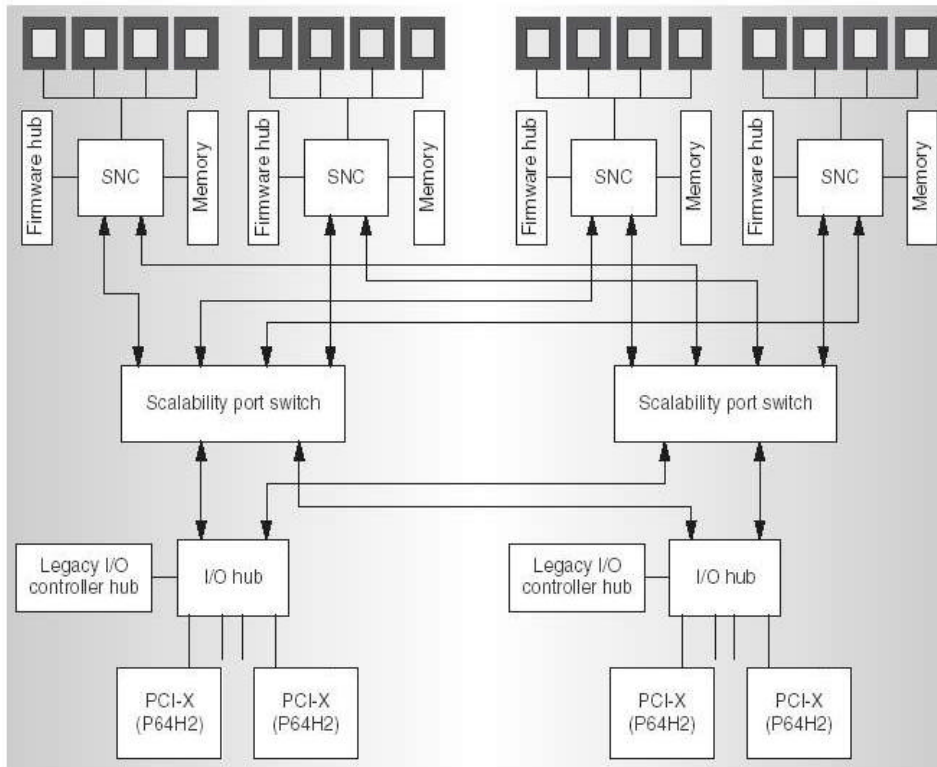 Firmware hub
SNC
Memory
Firmware hub
SNC
Memory
Firmware hub
SNC
Memory
Firmware hub
SNC
Memory
Scalability port switch
Scalability port switch
Legacy I/O
controller hub
I/O hub
Legacy I/O
controller hub
I/O hub
PCI-X
(P64H2)
PCI-X
(P64H2)
PCI-X
(P64H2)
PCI-X
(P64H2)